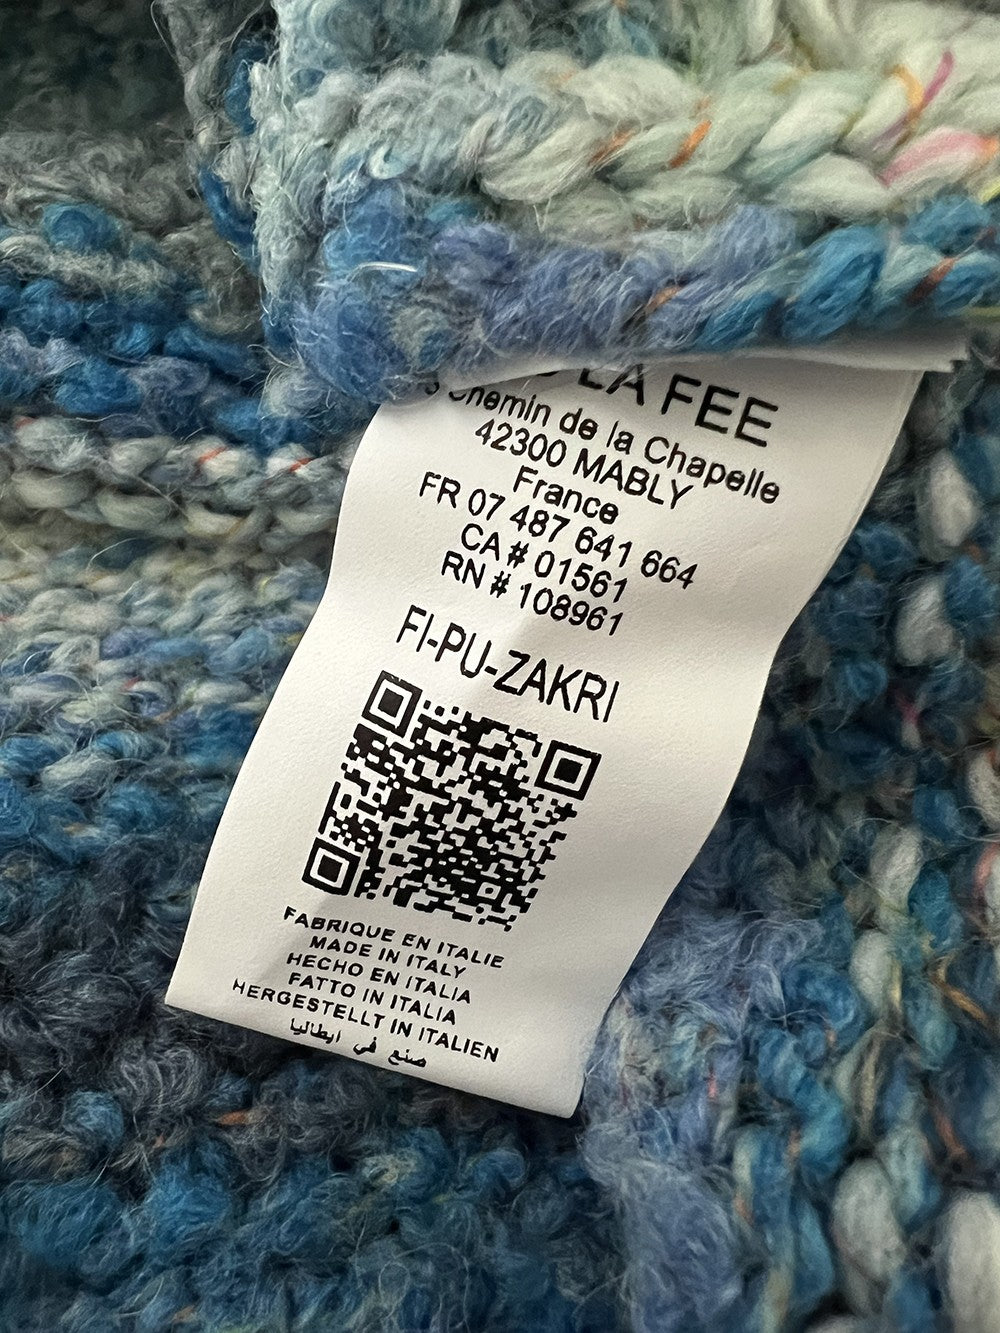 LA FEE
Chemin de la Chapelle
42300 MABLY
France
FR 07 487 641 664
CA # 01561
RN # 108961
FI-PU-ZAKRI
FABRIQUE EN ITALIE
MADE IN ITALY
HECHO EN ITALIA
FATTO IN ITALIA
HERGESTELLT IN ITALIEN
صنع في ايطاليا